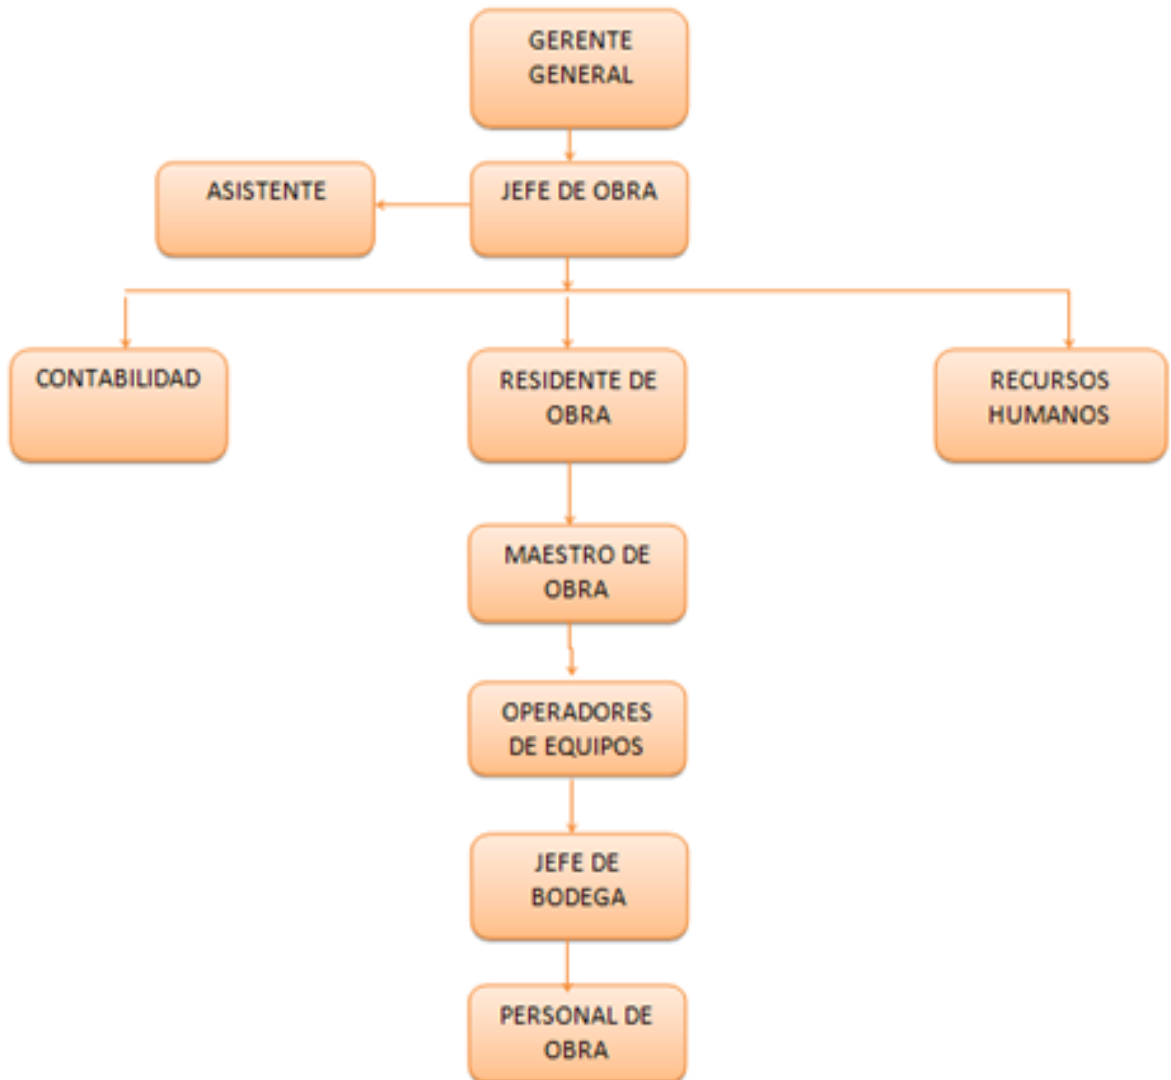 GERENTE
GENERAL
ASISTENTE
JEFE DE OBRA
CONTABILIDAD
RESIDENTE DE
OBRA
RECURSOS
HUMANOS
MAESTRO DE
OBRA
OPERADORES
DE EQUIPOS
JEFE DE
BODEGA
PERSONAL DE
OBRA